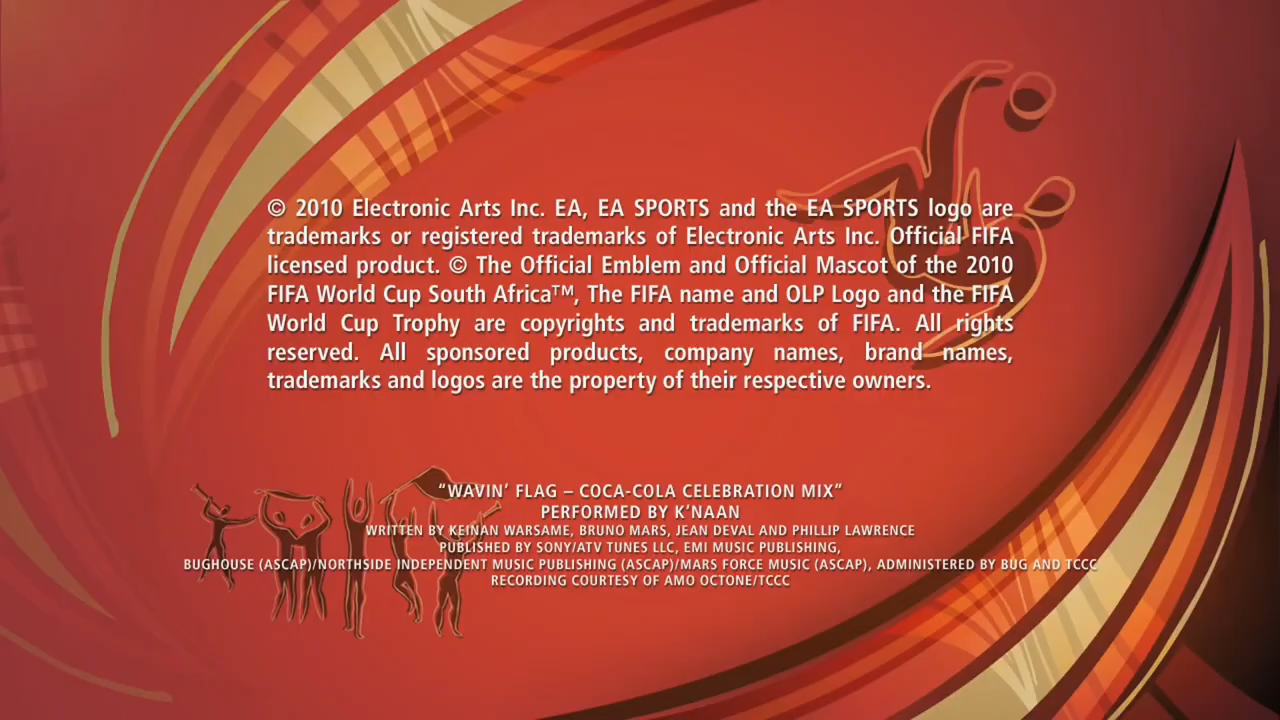 © 2010 Electronic Arts Inc. EA, EA SPORTS and the EA SPORTS logo are
trademarks or registered trademarks of Electronic Arts Inc. Official FIFA
licensed product. © The Official Emblem and Official Mascot of the 2010
FIFA World Cup South Africa™, The FIFA name and OLP Logo and the FIFA
World Cup Trophy are copyrights and trademarks of FIFA. All rights
reserved. All sponsored products, company names, brand names,
trademarks and logos are the property of their respective owners.
“WAVIN’ FLAG – COCA-COLA CELEBRATION MIX”
PERFORMED BY K’NAAN
WRITTEN BY KEINAN WARSAME, BRUNO MARS, JEAN DEVAL AND PHILLIP LAWRENCE
PUBLISHED BY SONY/ATV TUNES LLC, EMI MUSIC PUBLISHING,
BUGHOUSE (ASCAP)/NORTHSIDE INDEPENDENT MUSIC PUBLISHING (ASCAP)/MARS FORCE MUSIC (ASCAP), ADMINISTERED BY BUG AND TCCC
RECORDING COURTESY OF AMO OCTONE/TCCC